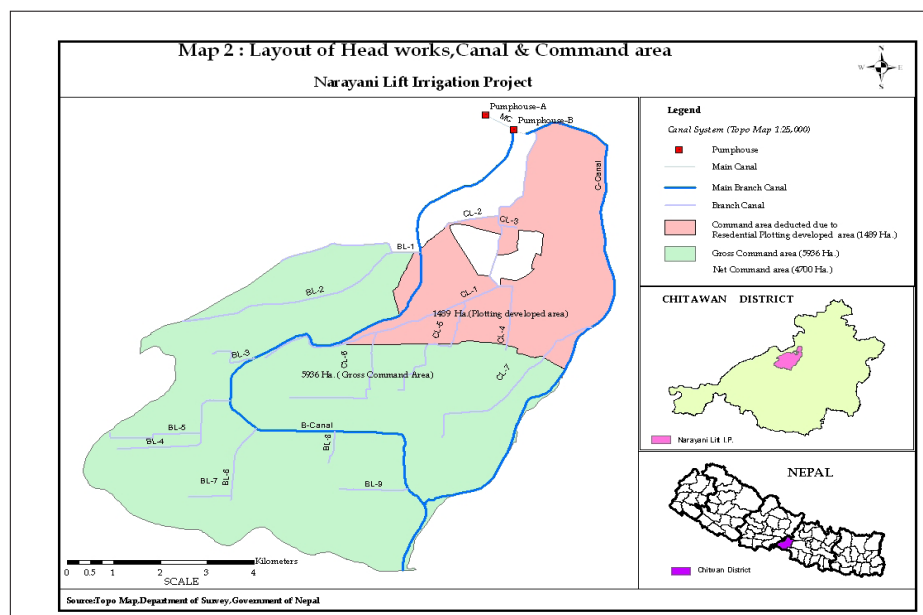 Map 2 : Layout of Head works,Canal & Command area
Narayani Lift Irrigation Project
N
W
E
S
Pumphouse-A
MC
Pumphouse-B
C-Canal
CL-2
CL-3
BL-1
BL-2
CL-1
1489 Ha.(Plotting developed area)
CL-5
CL-4
BL-3
CL-6
5936 Ha. ( Gross Command Area)
CL-7
B-Canal
BL-5
BL-4
BL-8
BL-6
BL-7
BL-9
Kilometers
0 0.5 1 2 3 4
SCALE
Source:Topo Map,Department of Survey,Government of Nepal
Legend
Canal System (Topo Map 1:25,000)
Pumphouse
Main Canal
Main Branch Canal
Branch Canal
Command area deducted due to
Resedential Plotting developed area (1489 Ha.)
Gross Command area (5936 Ha.)
Net Command area (4700 Ha.)
CHITAWAN DISTRICT
Narayani Lift I.P.
NEPAL
Chitwan District